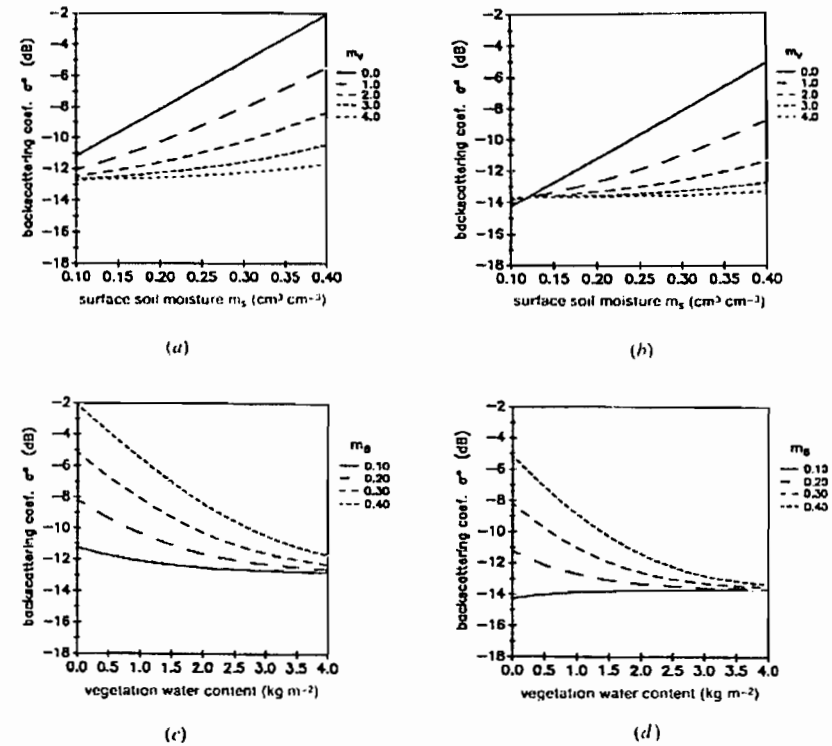 −2
−4
−6
−8
−10
−12
−14
−16
−18
backscattering coef. σ° (dB)
0.10 0.15 0.20 0.25 0.30 0.35 0.40
surface soil moisture mₛ (cm³ cm⁻³)
mᵥ
0.0
1.0
2.0
3.0
4.0
(a)
−2
−4
−6
−8
−10
−12
−14
−16
−18
backscattering coef. σ° (dB)
0.10 0.15 0.20 0.25 0.30 0.35 0.40
surface soil moisture mₛ (cm³ cm⁻³)
mᵥ
0.0
1.0
2.0
3.0
4.0
(b)
−2
−4
−6
−8
−10
−12
−14
−16
−18
backscattering coef. σ° (dB)
0.0 0.5 1.0 1.5 2.0 2.5 3.0 3.5 4.0
vegetation water content (kg m⁻²)
mₛ
0.10
0.20
0.30
0.40
(c)
−2
−4
−6
−8
−10
−12
−14
−16
−18
backscattering coef. σ° (dB)
0.0 0.5 1.0 1.5 2.0 2.5 3.0 3.5 4.0
vegetation water content (kg m⁻²)
mₛ
0.10
0.20
0.30
0.40
(d)